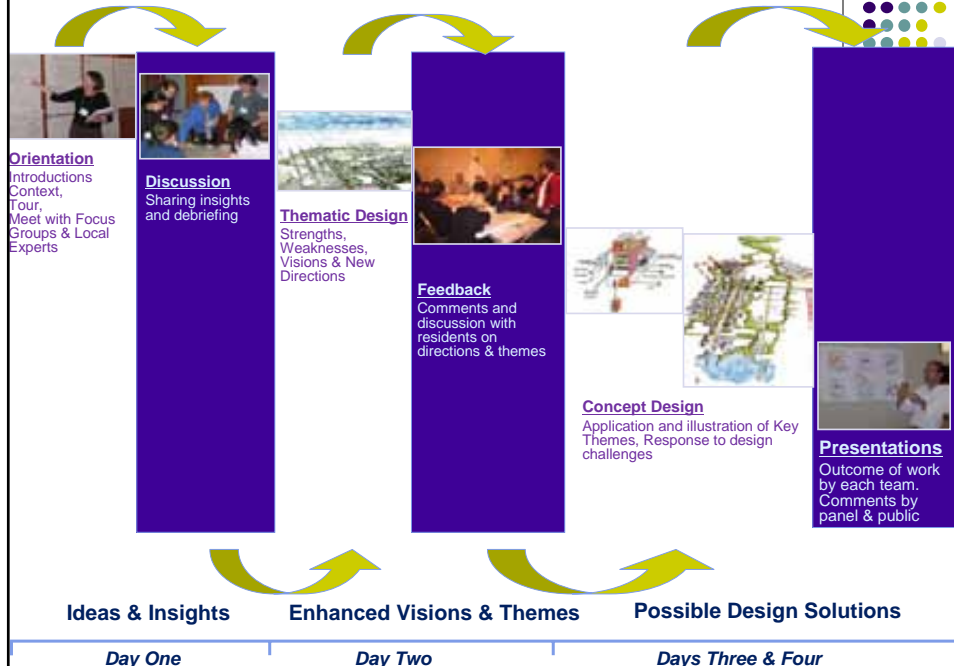 Orientation
Introductions
Context,
Tour,
Meet with Focus
Groups & Local
Experts
Discussion
Sharing insights
and debriefing
Thematic Design
Strengths,
Weaknesses,
Visions & New
Directions
Feedback
Comments and
discussion with
residents on
directions & themes
Concept Design
Application and illustration of Key
Themes, Response to design
challenges
Presentations
Outcome of work
by each team.
Comments by
panel & public
Ideas & Insights
Enhanced Visions & Themes
Possible Design Solutions
Day One
Day Two
Days Three & Four